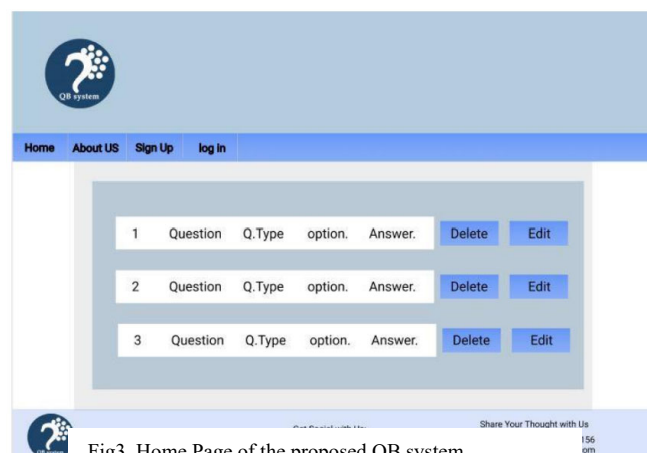 QB system
Home About US Sign Up log in
1 Question Q.Type option. Answer. Delete Edit
2 Question Q.Type option. Answer. Delete Edit
3 Question Q.Type option. Answer. Delete Edit
Share Your Thought with Us
156
om
Fig3. Home Page of the proposed QB system